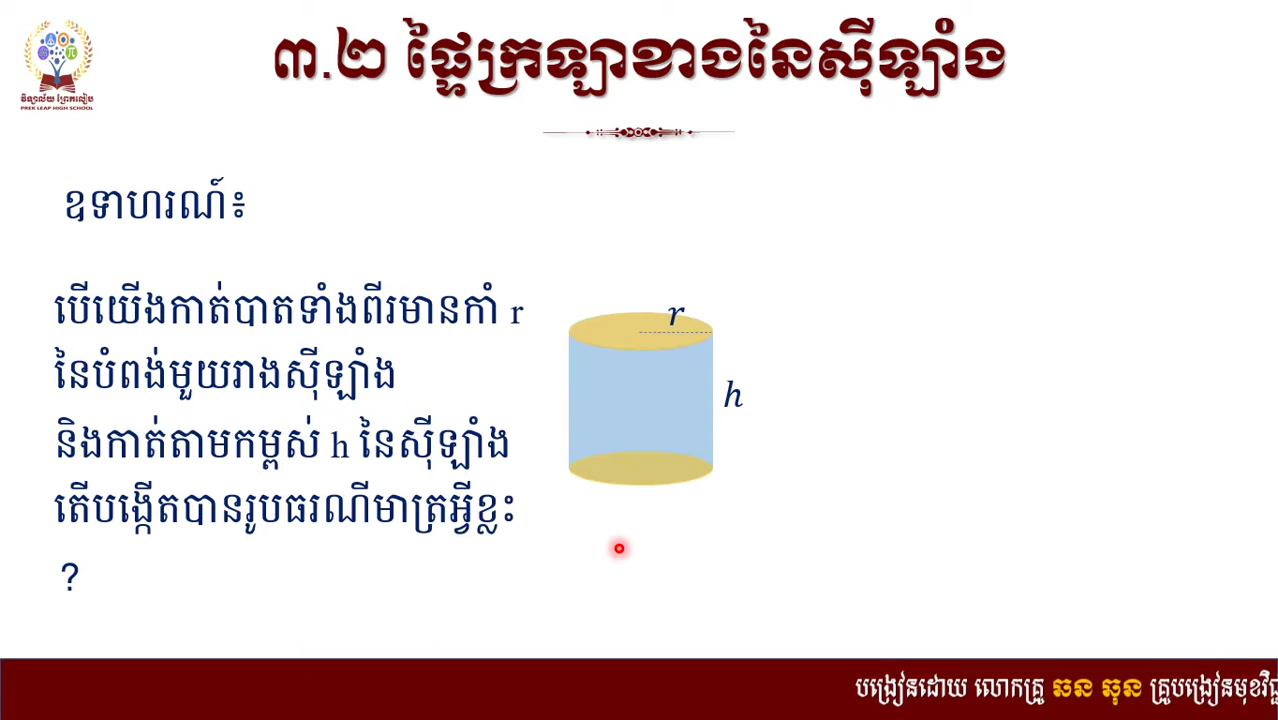 វិទ្យាល័យ ព្រែកលៀប
PREK LEAP HIGH SCHOOL
៣.២ ផ្ទៃក្រឡាខាងនៃស៊ីឡាំង
ឧទាហរណ៍៖
បើយើងកាត់បាតទាំងពីរមានកាំ r
នៃបំពង់មួយរាងស៊ីឡាំង
និងកាត់តាមកម្ពស់ h នៃស៊ីឡាំង
តើបង្កើតបានរូបធរណីមាត្រអ្វីខ្លះ
?
r
h
បង្រៀនដោយ លោកគ្រូ ឆន ឆុន គ្រូបង្រៀនមុខវិជ្ជ